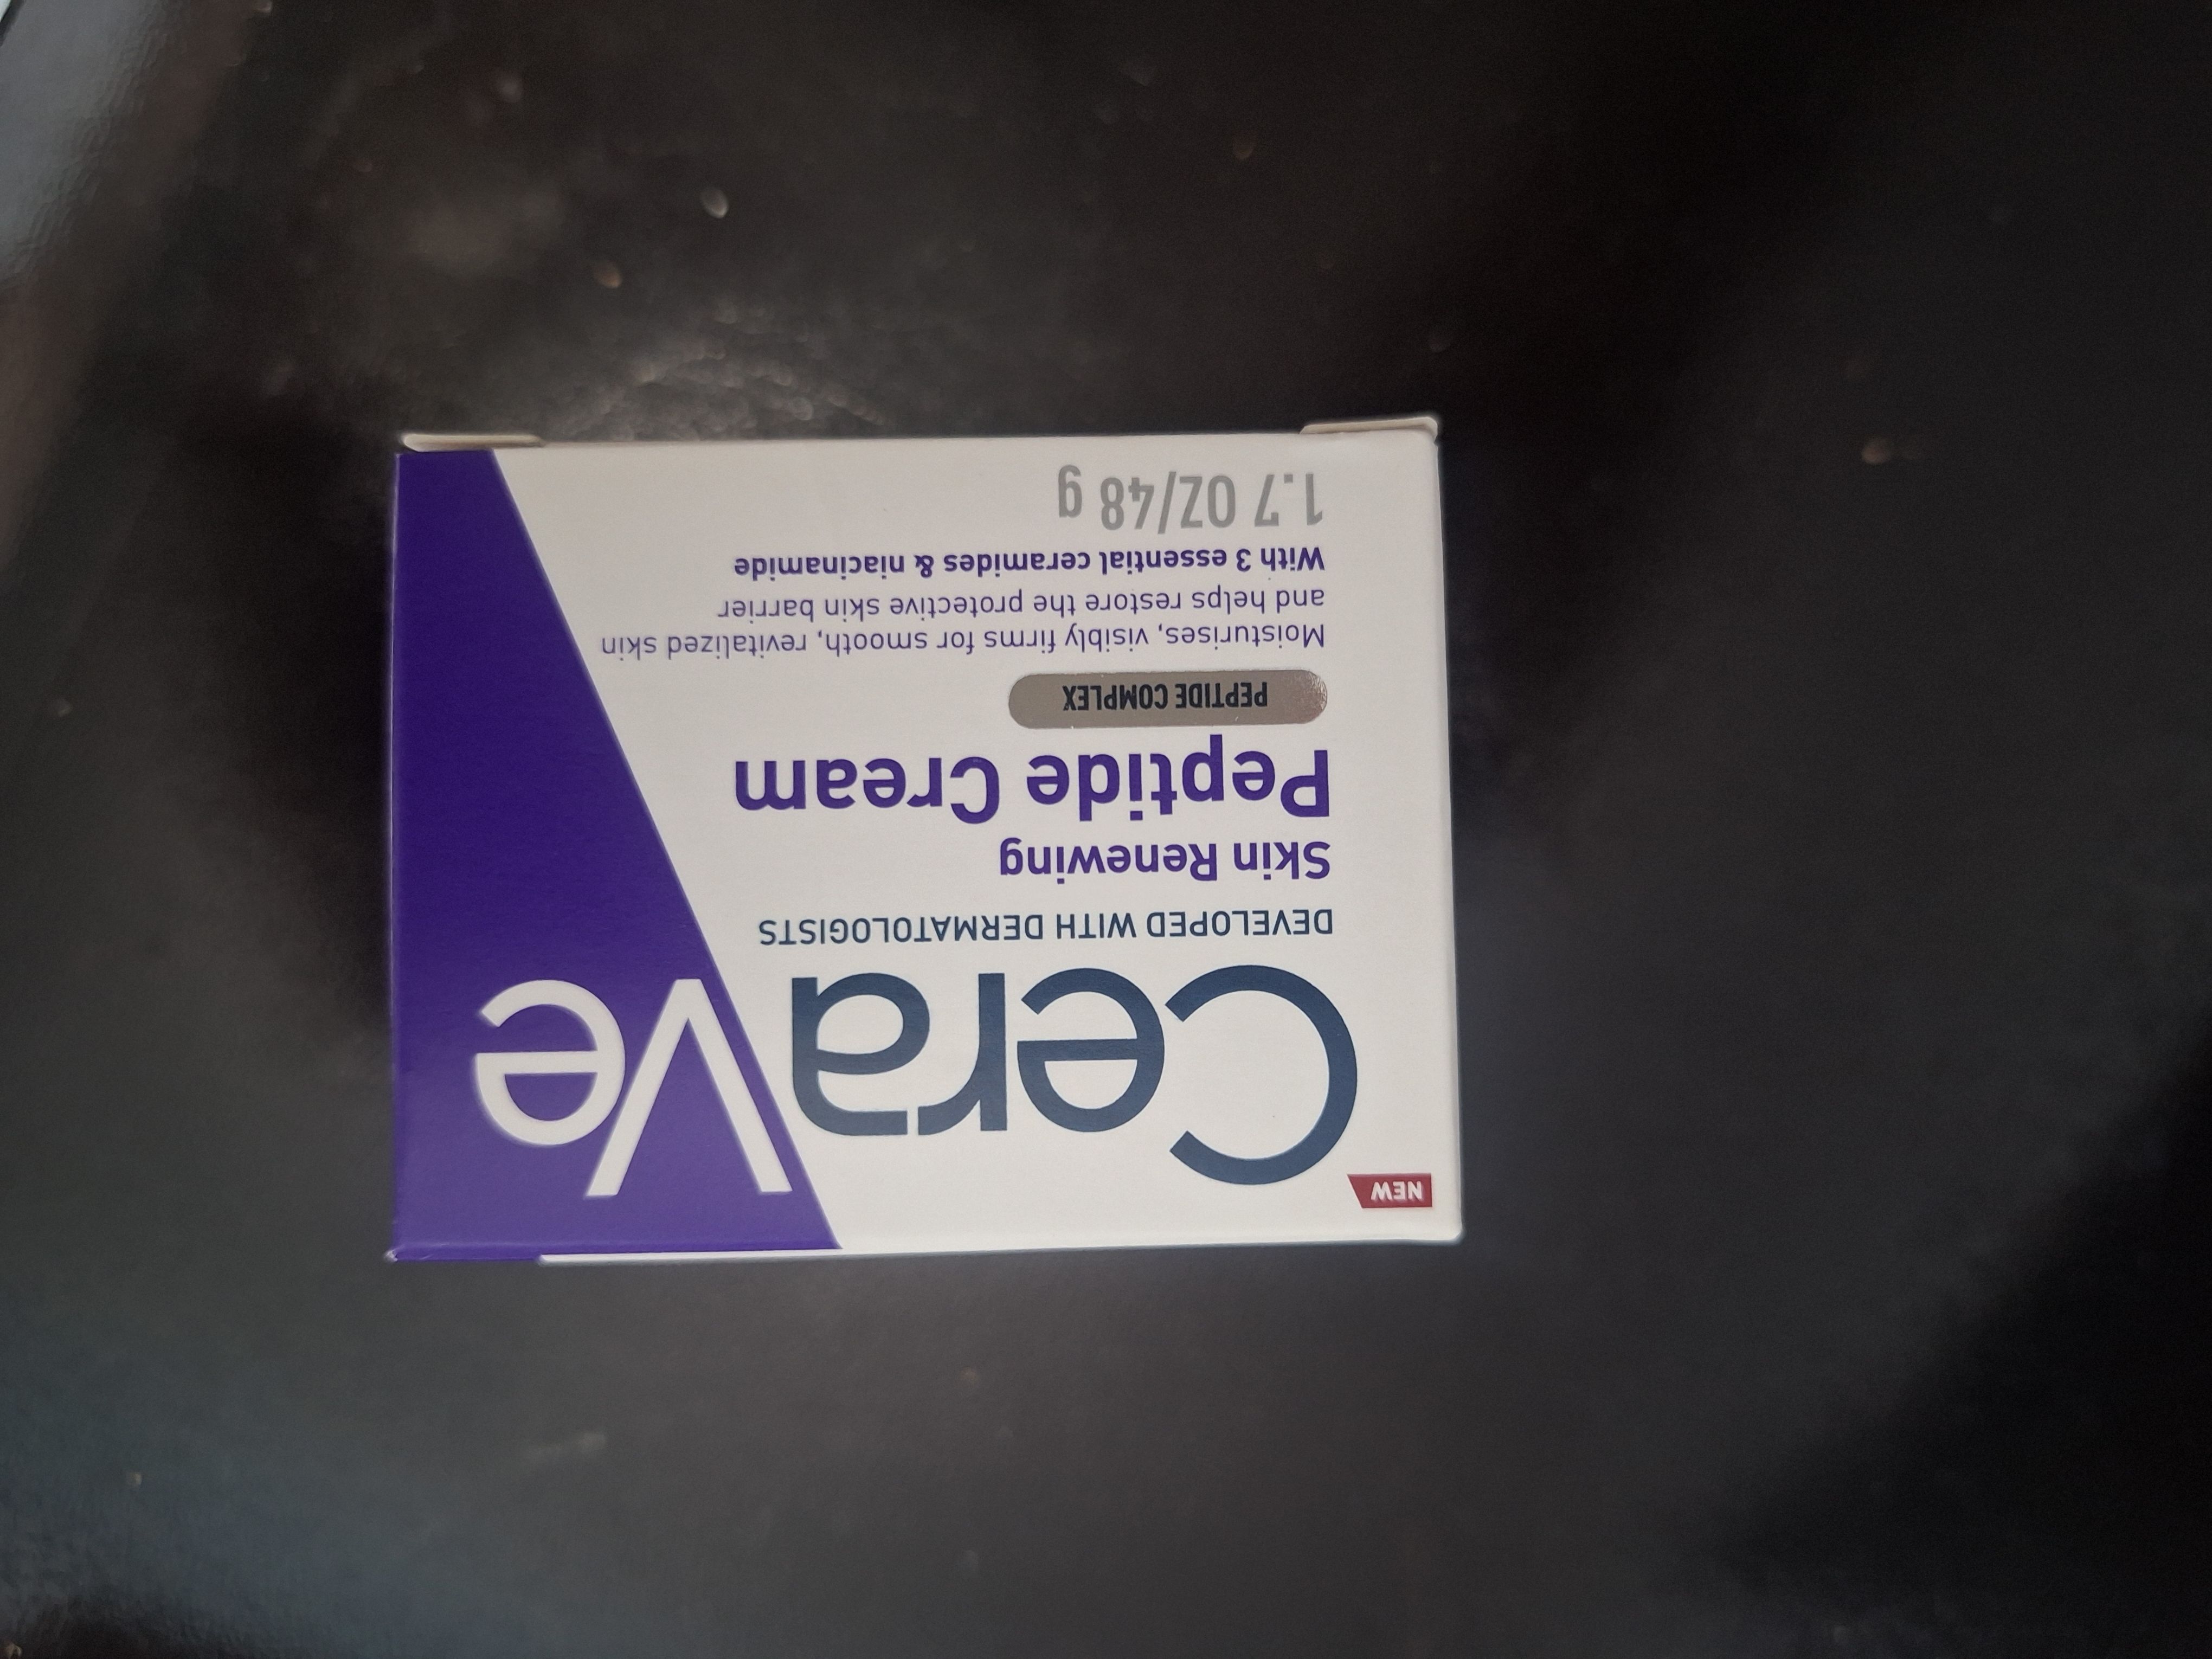 NEW
CeraVe
DEVELOPED WITH DERMATOLOGISTS
Skin Renewing
Peptide Cream
PEPTIDE COMPLEX
Moisturises, visibly firms for smooth, revitalized skin
and helps restore the protective skin barrier
With 3 essential ceramides & niacinamide
1.7 OZ/48 g